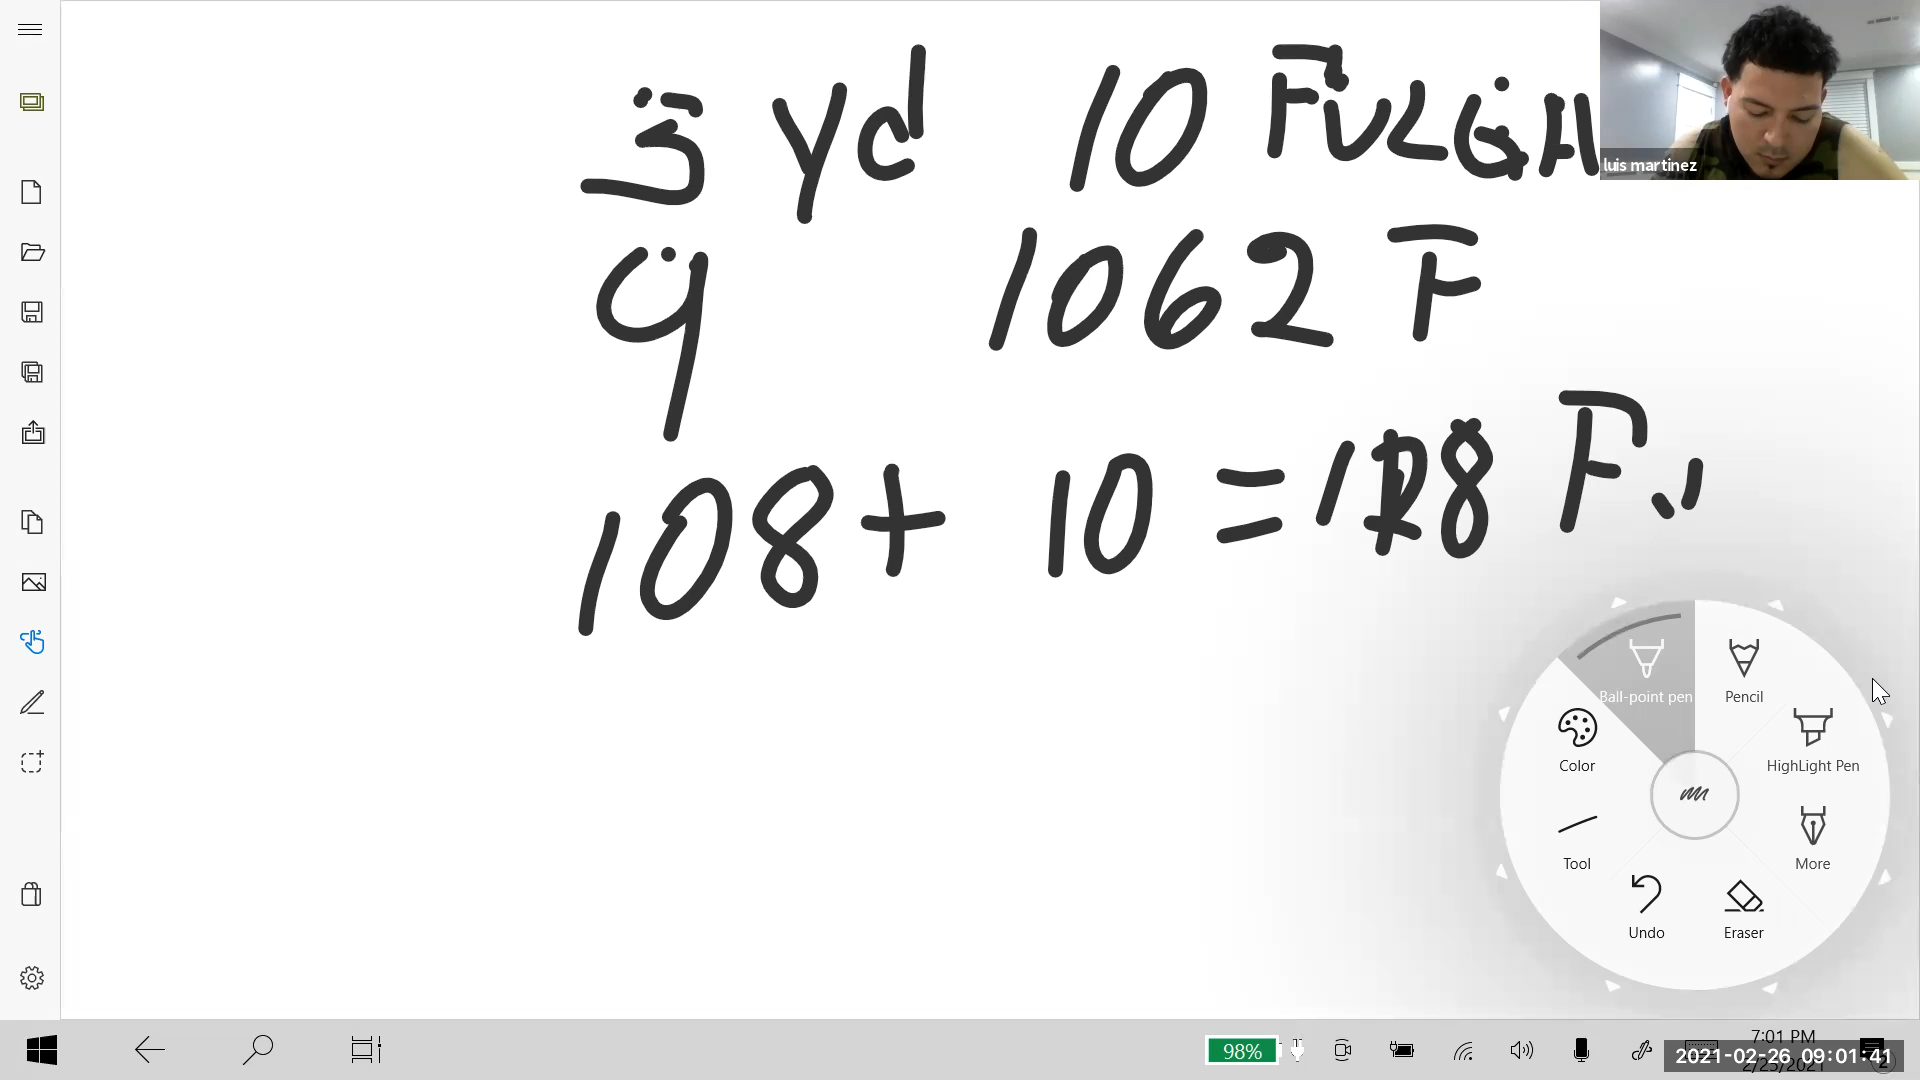 3 yd 10 PULGA
luis martinez
9 1062 P
108 + 10 = 118 P
Ball-point pen
Pencil
Color
HighLight Pen
Tool
More
Undo
Eraser
98%
7:01 PM
2021-02-26 09:01:41